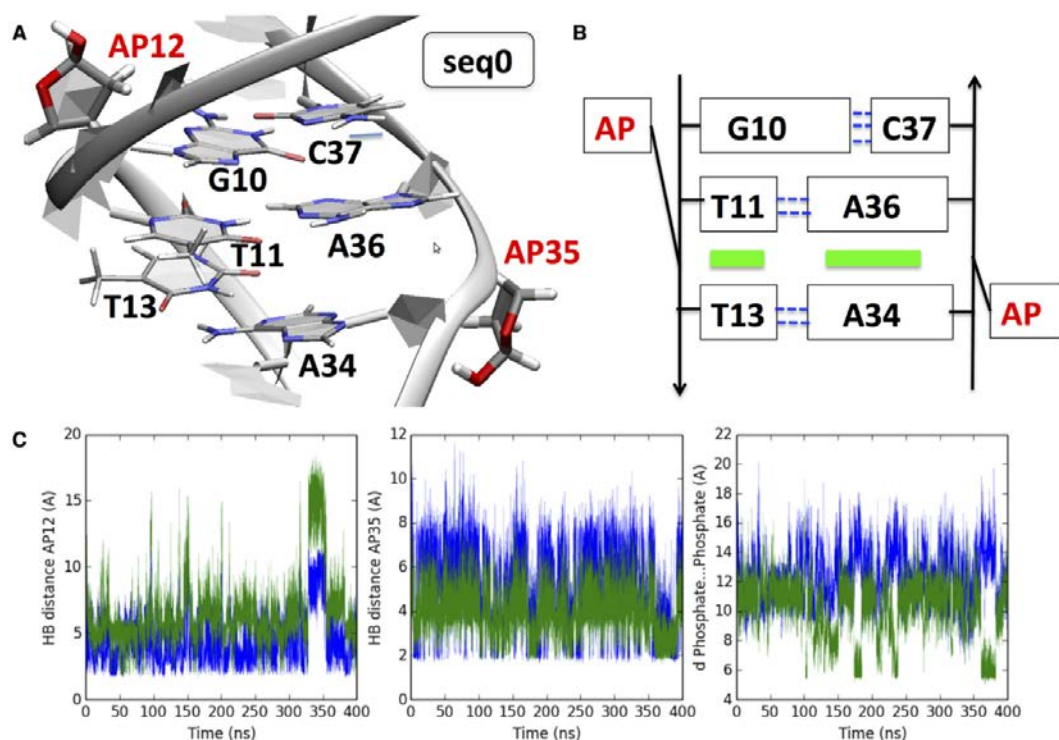 A
AP12
seq0
C37
G10
A36
AP35
T11
T13
A34
B
AP
G10
C37
T11
A36
T13
A34
AP
C
HB distance AP12 (A)
20
15
10
5
0
0 50 100 150 200 250 300 350 400
Time (ns)
HB distance AP35 (A)
12
10
8
6
4
2
0
0 50 100 150 200 250 300 350 400
Time (ns)
d Phosphate...Phosphate (A)
22
20
18
16
14
12
10
8
6
4
0 50 100 150 200 250 300 350 400
Time (ns)